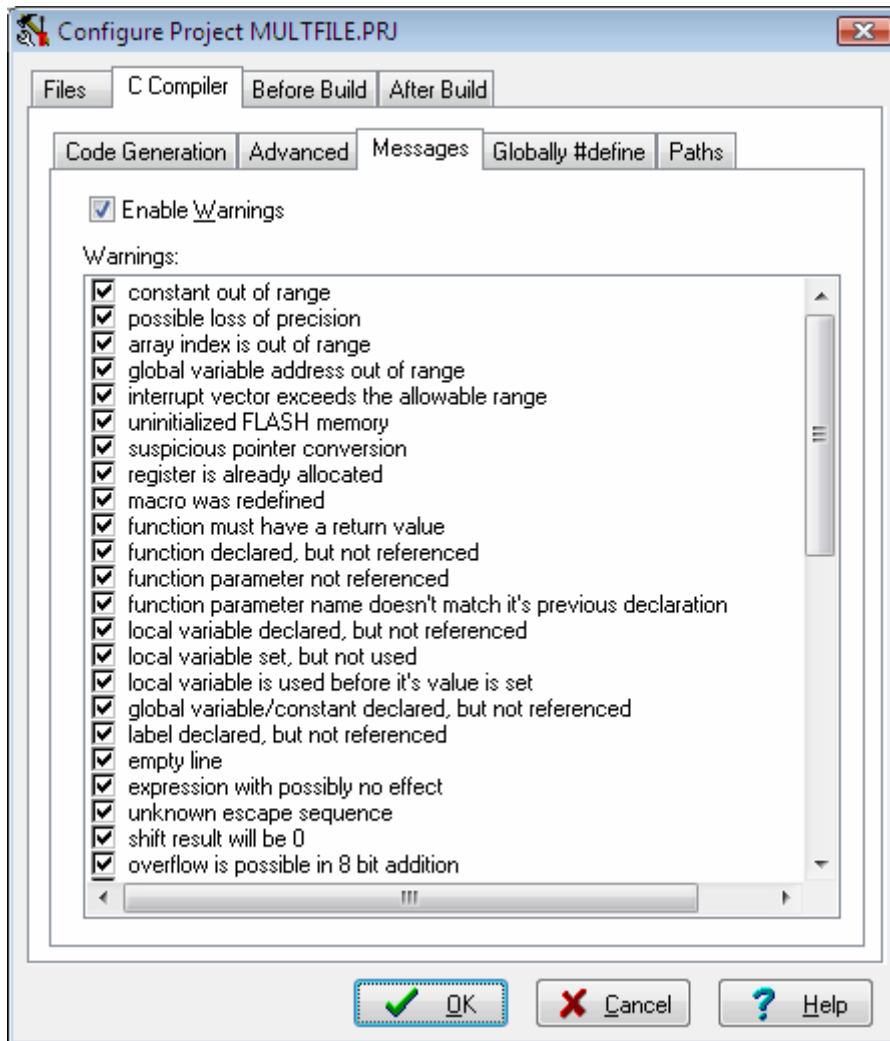 Configure Project MULTFILE.PRJ
Files C Compiler Before Build After Build
Code Generation Advanced Messages Globally #define Paths
Enable Warnings
Warnings:
constant out of range
possible loss of precision
array index is out of range
global variable address out of range
interrupt vector exceeds the allowable range
uninitialized FLASH memory
suspicious pointer conversion
register is already allocated
macro was redefined
function must have a return value
function declared, but not referenced
function parameter not referenced
function parameter name doesn't match it's previous declaration
local variable declared, but not referenced
local variable set, but not used
local variable is used before it's value is set
global variable/constant declared, but not referenced
label declared, but not referenced
empty line
expression with possibly no effect
unknown escape sequence
shift result will be 0
overflow is possible in 8 bit addition
OK Cancel Help